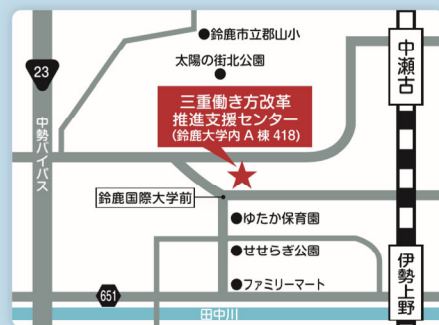 鈴鹿市立郡山小
太陽の街北公園
23
中瀬古
三重働き方改革
推進支援センター
(鈴鹿大学内 A 棟 418)
中勢バイパス
鈴鹿国際大学前
ゆたか保育園
せせらぎ公園
651
ファミリーマート
伊勢上野
田中川